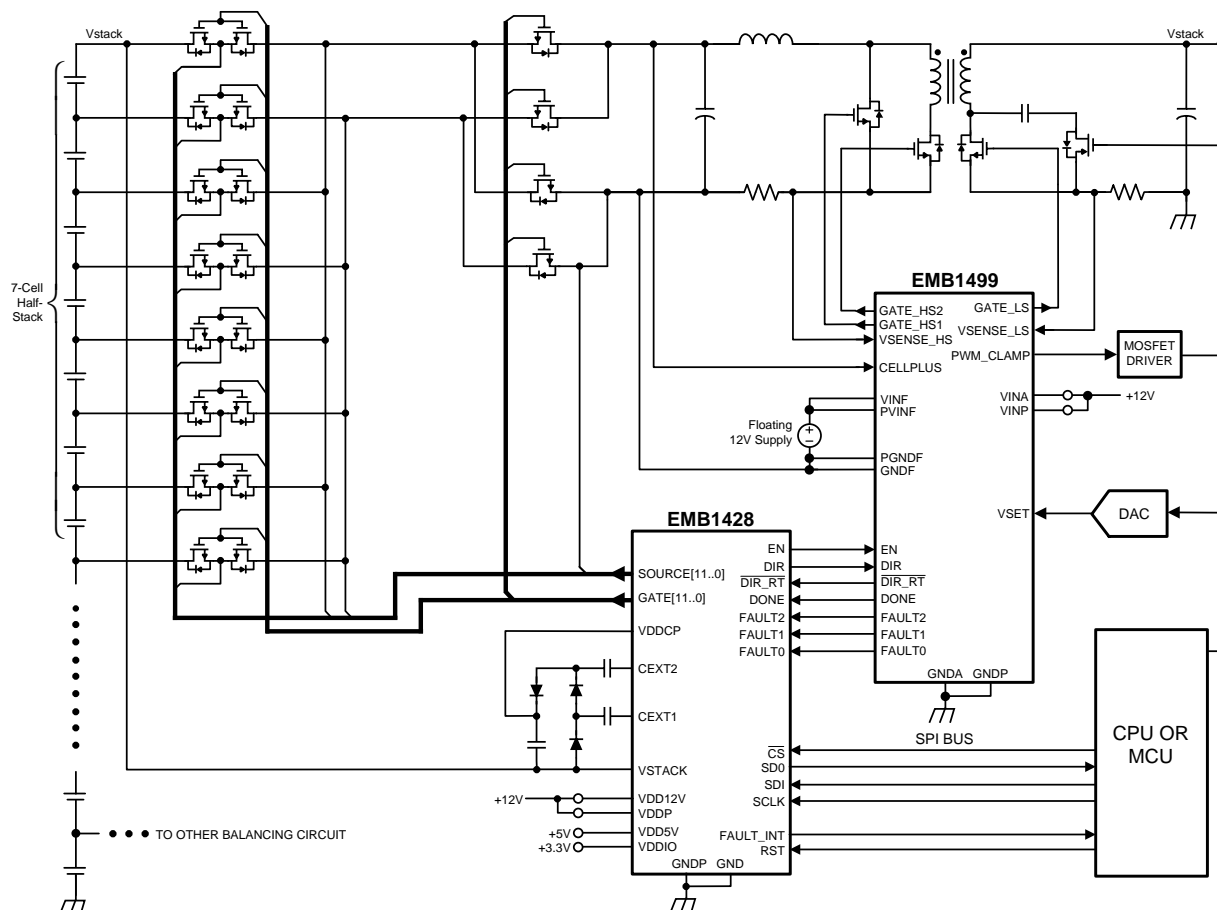 Vstack
Vstack
7-Cell
Half-
Stack
EMB1499
GATE_HS2
GATE_HS1
VSENSE_HS
CELLPLUS
VINF
PVINF
PGNDF
GNDF
Floating
12V Supply
GATE_LS
VSENSE_LS
PWM_CLAMP
MOSFET
DRIVER
VINA
VINP
+12V
VSET
DAC
EN
DIR
DIR_RT
DONE
FAULT2
FAULT1
FAULT0
GNDA
GNDP
EMB1428
SOURCE[11..0]
GATE[11..0]
VDDCP
CEXT2
CEXT1
VSTACK
+12V
VDD12V
VDDP
+5V
VDD5V
+3.3V
VDDIO
EN
DIR
DIR_RT
DONE
FAULT2
FAULT1
FAULT0
CS
SD0
SDI
SCLK
FAULT_INT
RST
GNDP
GND
SPI BUS
CPU OR
MCU
TO OTHER BALANCING CIRCUIT